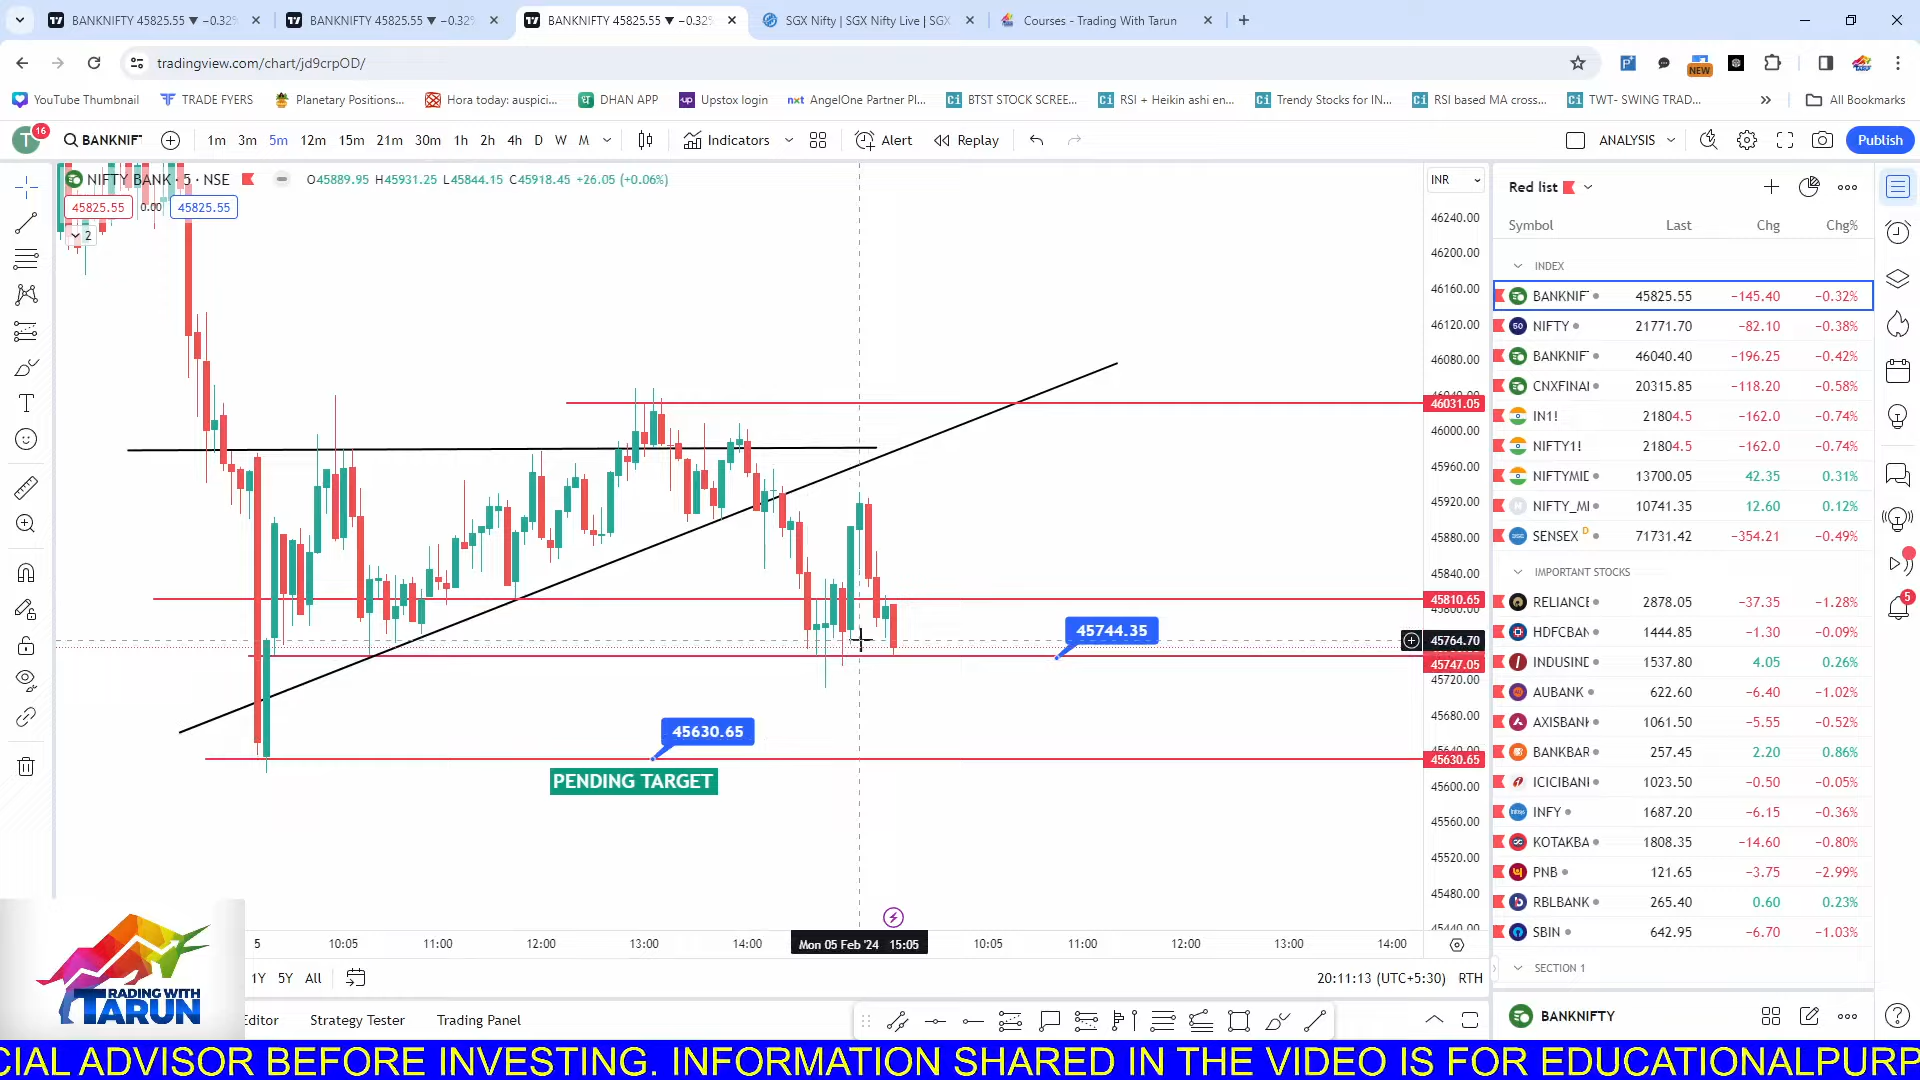 BANKNIFTY 45825.55 ▼ −0.32%
BANKNIFTY 45825.55 ▼ −0.32%
BANKNIFTY 45825.55 ▼ −0.32%
SGX Nifty | SGX Nifty Live | SGX
Courses - Trading With Tarun
tradingview.com/chart/jd9crpOD/
NEW
YouTube Thumbnail
TRADE FYERS
Planetary Positions...
Hora today: auspici...
DHAN APP
Upstox login
AngelOne Partner Pl...
BTST STOCK SCREE...
RSI + Heikin ashi en...
Trendy Stocks for IN...
RSI based MA cross...
TWT- SWING TRAD...
All Bookmarks
T 16 BANKNIF 1m 3m 5m 12m 15m 21m 30m 1h 2h 4h D W M Indicators Alert Replay ANALYSIS Publish
NIFTY BANK · 5 · NSE O45889.95 H45931.25 L45844.15 C45918.45 +26.05 (+0.06%)
45825.55 0.00 45825.55
2
INR
46240.00
46200.00
46160.00
46120.00
46080.00
46031.05
46000.00
45960.00
45920.00
45880.00
45840.00
45810.65
45764.70
45747.05
45720.00
45680.00
45630.65
45600.00
45560.00
45520.00
45480.00
45440.00
45744.35
45630.65
PENDING TARGET
5 10:05 11:00 12:00 13:00 14:00 Mon 05 Feb '24 15:05 10:05 11:00 12:00 13:00 14:00
1Y 5Y All
20:11:13 (UTC+5:30) RTH
Editor Strategy Tester Trading Panel
TRADING WITH
TARUN
Red list
Symbol Last Chg Chg%
INDEX
BANKNIF 45825.55 −145.40 −0.32%
NIFTY 21771.70 −82.10 −0.38%
BANKNIF 46040.40 −196.25 −0.42%
CNXFINAI 20315.85 −118.20 −0.58%
IN1! 21804.5 −162.0 −0.74%
NIFTY1! 21804.5 −162.0 −0.74%
NIFTYMID 13700.05 42.35 0.31%
NIFTY_MI 10741.35 12.60 0.12%
SENSEX D 71731.42 −354.21 −0.49%
IMPORTANT STOCKS
RELIANCE 2878.05 −37.35 −1.28%
HDFCBAN 1444.85 −1.30 −0.09%
INDUSIND 1537.80 4.05 0.26%
AUBANK 622.60 −6.40 −1.02%
AXISBANK 1061.50 −5.55 −0.52%
BANKBAR 257.45 2.20 0.86%
ICICIBANI 1023.50 −0.50 −0.05%
INFY 1687.20 −6.15 −0.36%
KOTAKBA 1808.35 −14.60 −0.80%
PNB 121.65 −3.75 −2.99%
RBLBANK 265.40 0.60 0.23%
SBIN 642.95 −6.70 −1.03%
SECTION 1
BANKNIFTY
5
CIAL ADVISOR BEFORE INVESTING. INFORMATION SHARED IN THE VIDEO IS FOR EDUCATIONALPURP